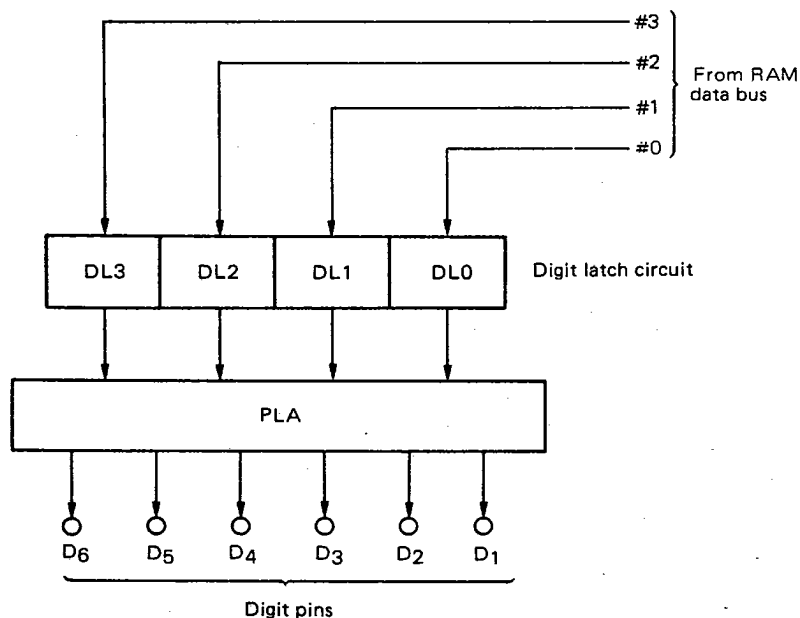 #3
#2
#1
#0
From RAM
data bus
DL3 DL2 DL1 DL0
Digit latch circuit
PLA
D6 D5 D4 D3 D2 D1
Digit pins